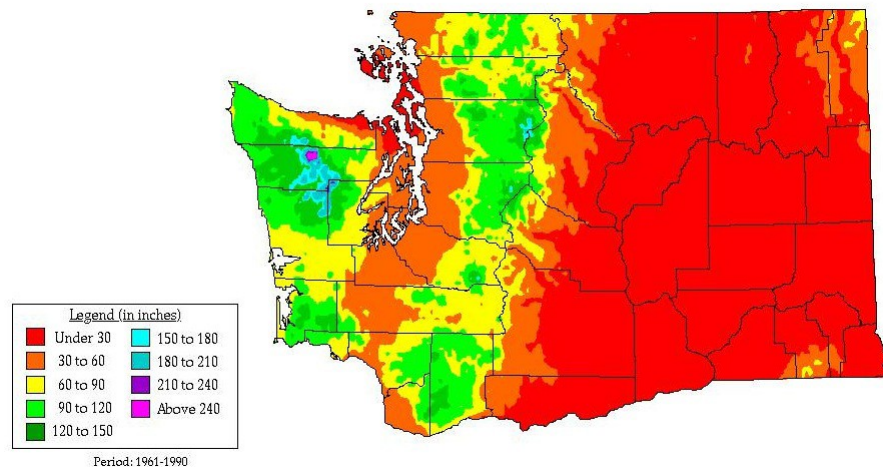 Legend (in inches)
Under 30
30 to 60
60 to 90
90 to 120
120 to 150
150 to 180
180 to 210
210 to 240
Above 240
Period: 1961-1990